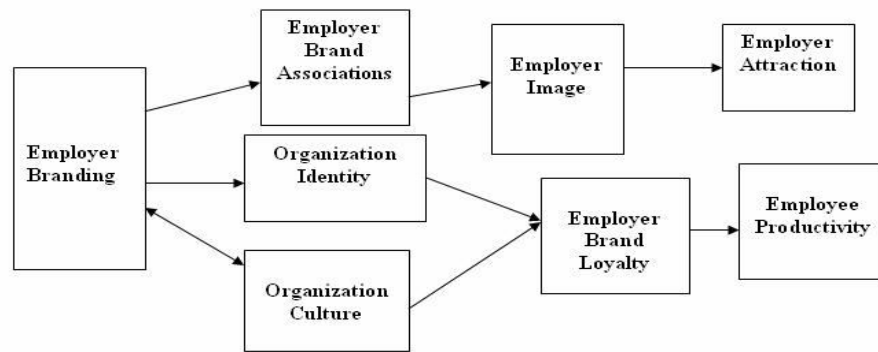 Employer
Branding
Employer
Brand
Associations
Employer
Image
Employer
Attraction
Organization
Identity
Organization
Culture
Employer
Brand
Loyalty
Employee
Productivity